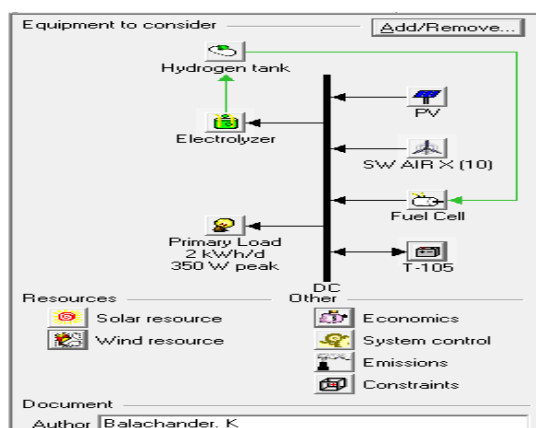 Equipment to consider
Add/Remove...
Hydrogen tank
PV
Electrolyzer
SW AIR X (10)
Fuel Cell
Primary Load
2 kWh/d
350 W peak
T-105
DC
Resources
Other
Solar resource
Economics
Wind resource
System control
Emissions
Constraints
Document
Author Balachander. K